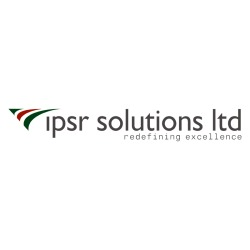 ipsr solutions ltd
redefining excellence